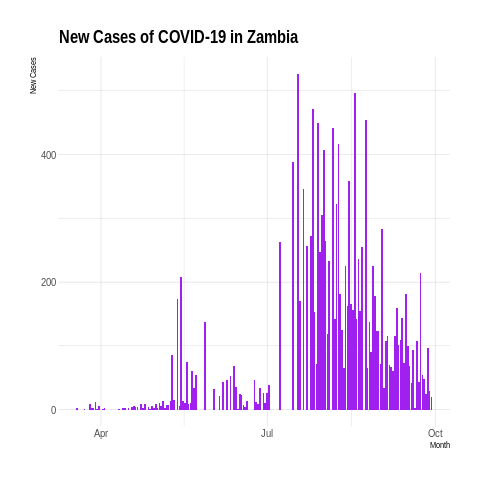 New Cases of COVID-19 in Zambia
New Cases
400
200
0
Apr
Jul
Oct
Month